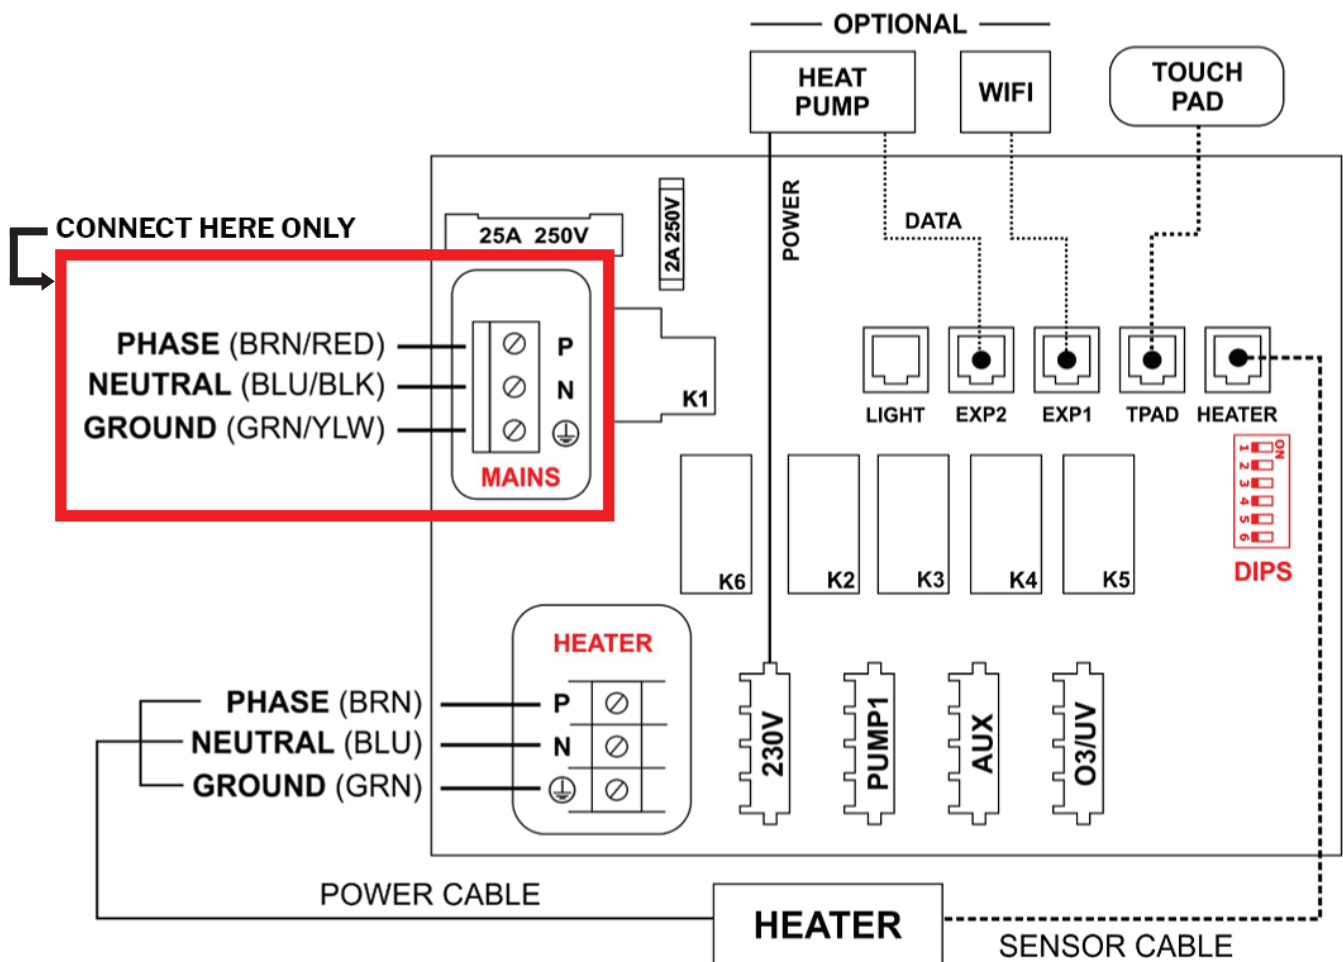 OPTIONAL
HEAT
PUMP
WIFI
TOUCH
PAD
POWER
DATA
CONNECT HERE ONLY
25A 250V
2A 250V
PHASE (BRN/RED)
P
NEUTRAL (BLU/BLK)
N
GROUND (GRN/YLW)
MAINS
K1
LIGHT
EXP2
EXP1
TPAD
HEATER
ON
1
2
3
4
5
6
DIPS
K6
K2
K3
K4
K5
HEATER
PHASE (BRN)
P
NEUTRAL (BLU)
N
GROUND (GRN)
230V
PUMP1
AUX
O3/UV
POWER CABLE
HEATER
SENSOR CABLE